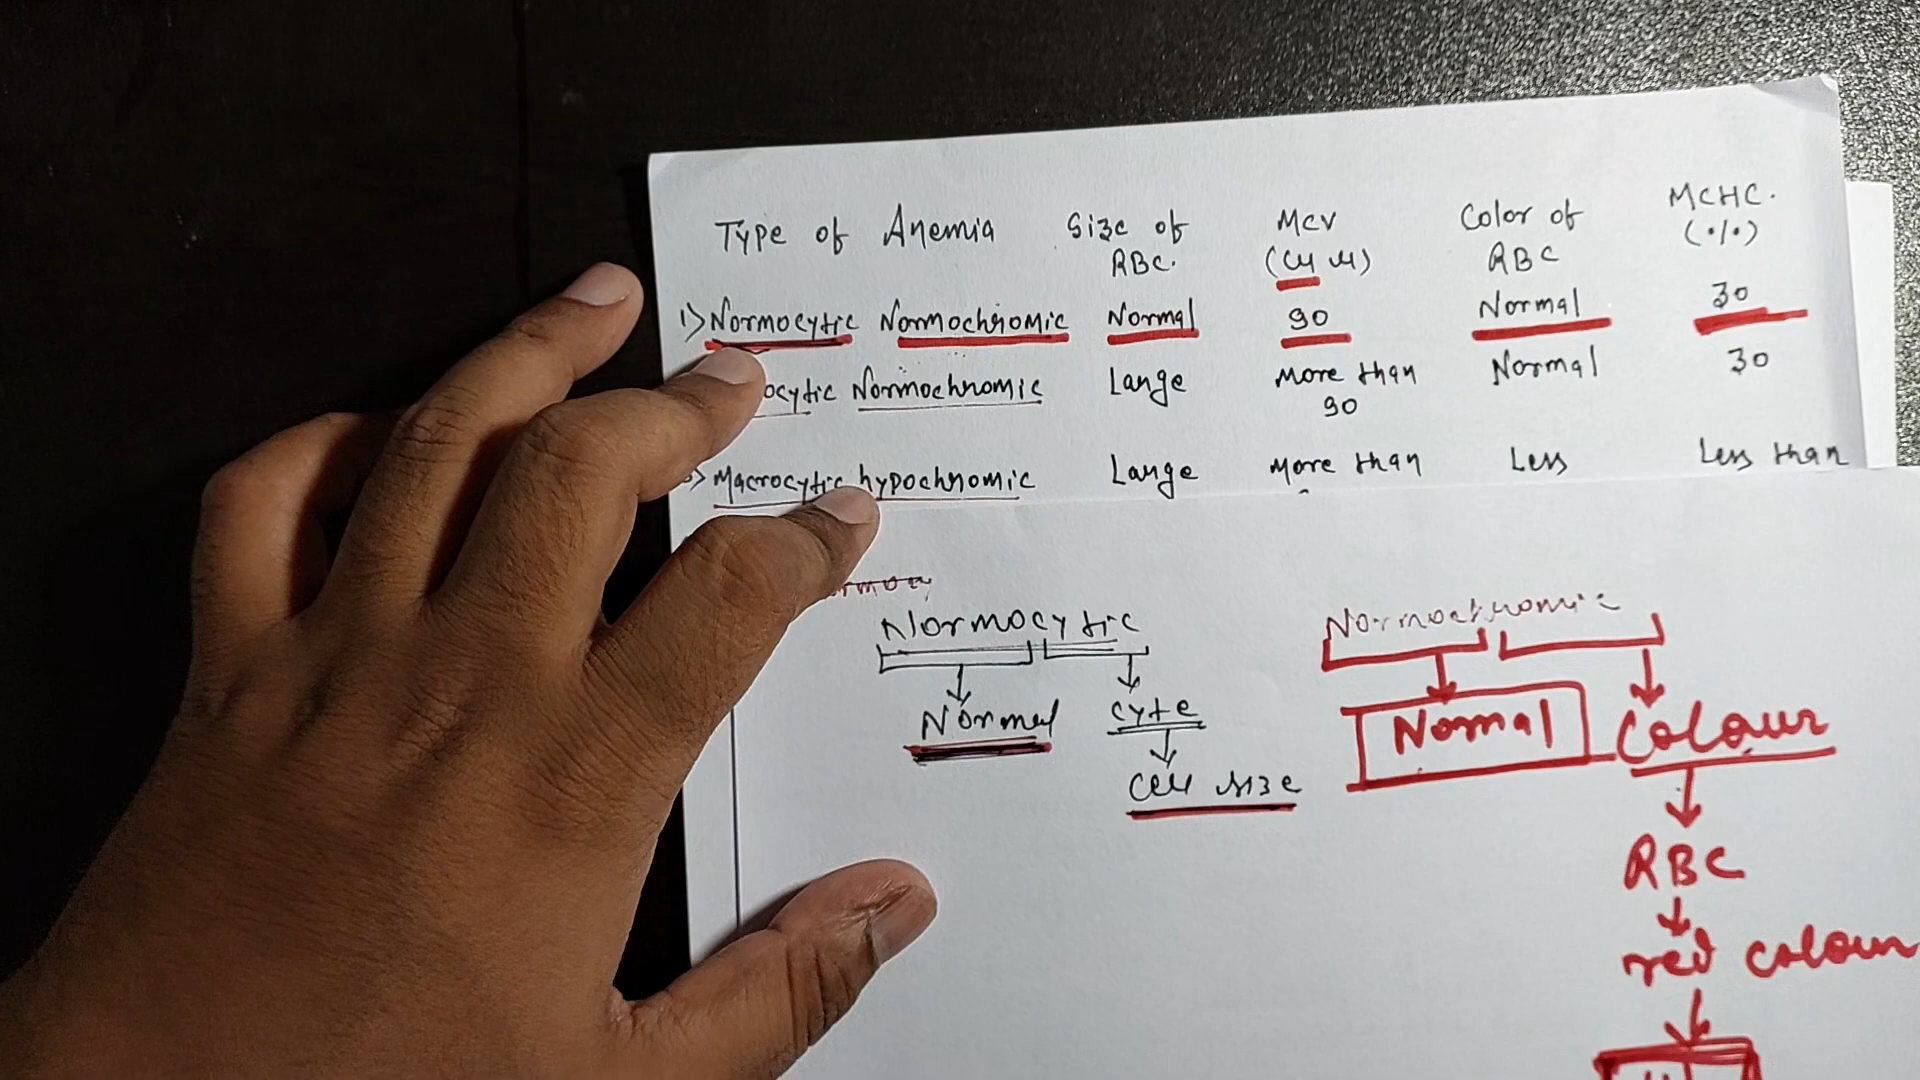 Type of Anemia Size of RBC. MCV (cu u) Color of RBC MCHC. (%)
1) Normocytic Normochromic Normal 90 Normal 30
ocytic Normochromic Large More than 90 Normal 30
Macrocytic hypochromic Large More than Less Less than
Normocytic Normochromic
Normal cyte Normal Colour
cell size
RBC
red colour